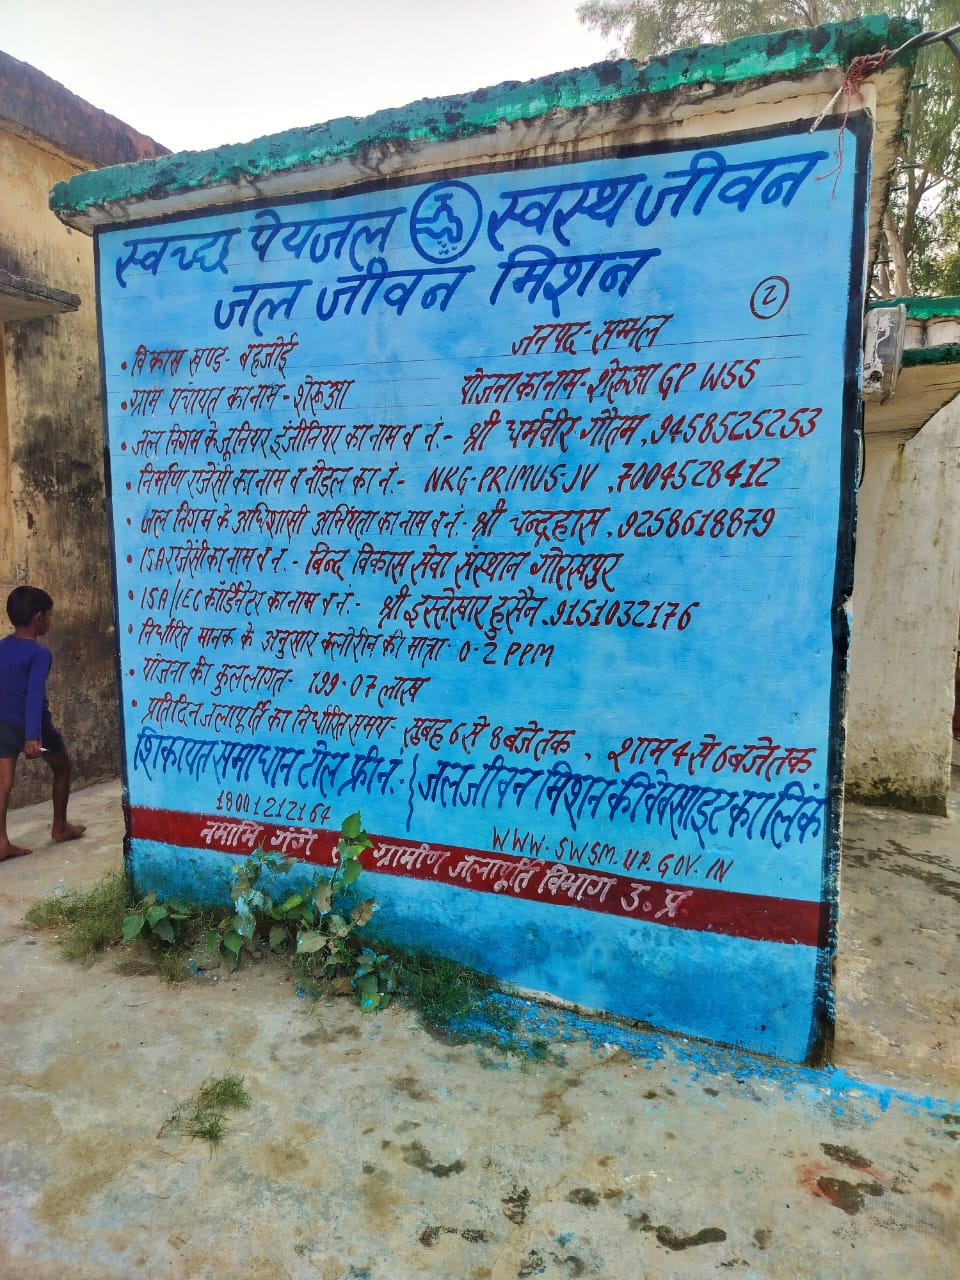 स्वच्छ पेयजल स्वस्थ जीवन
जल जीवन मिशन
2
• विकास खण्ड- बहजोई जनपद- सम्भल
• ग्राम पंचायत का नाम - शेरूआ योजना का नाम- शेरूआ GP WSS
• जल निगम के जूनियर इंजीनियर का नाम व नं.- श्री धर्मवीर गौतम, 9458525253
• निर्माण एजेंसी का नाम व नोडल का नं.- NKG-PRIMUS-JV, 7004528412
• जल निगम के अधिशासी अभियंता का नाम व नं.- श्री चन्द्रहास, 9258618879
• ISA एजेंसी का नाम व नं.- बिन्द विकास सेवा संस्थान गोरखपुर
• ISA/IEC कॉर्डिनेटर का नाम व नं.- श्री इस्तेखार हुसैन, 9151032176
• निर्धारित मानक के अनुसार क्लोरीन की मात्रा- 0.2 PPM
• योजना की कुल लागत- 199.07 लाख
• प्रतिदिन जलापूर्ति का निर्धारित समय- सुबह 6 से 8 बजे तक, शाम 4 से 6 बजे तक
शिकायत समाधान टोल फ्री नं. जल जीवन मिशन की वेबसाइट का लिंक
18001212164 WWW.SWSM.UP.GOV.IN
नमामि गंगे ग्रामीण जलापूर्ति विभाग उ.प्र.